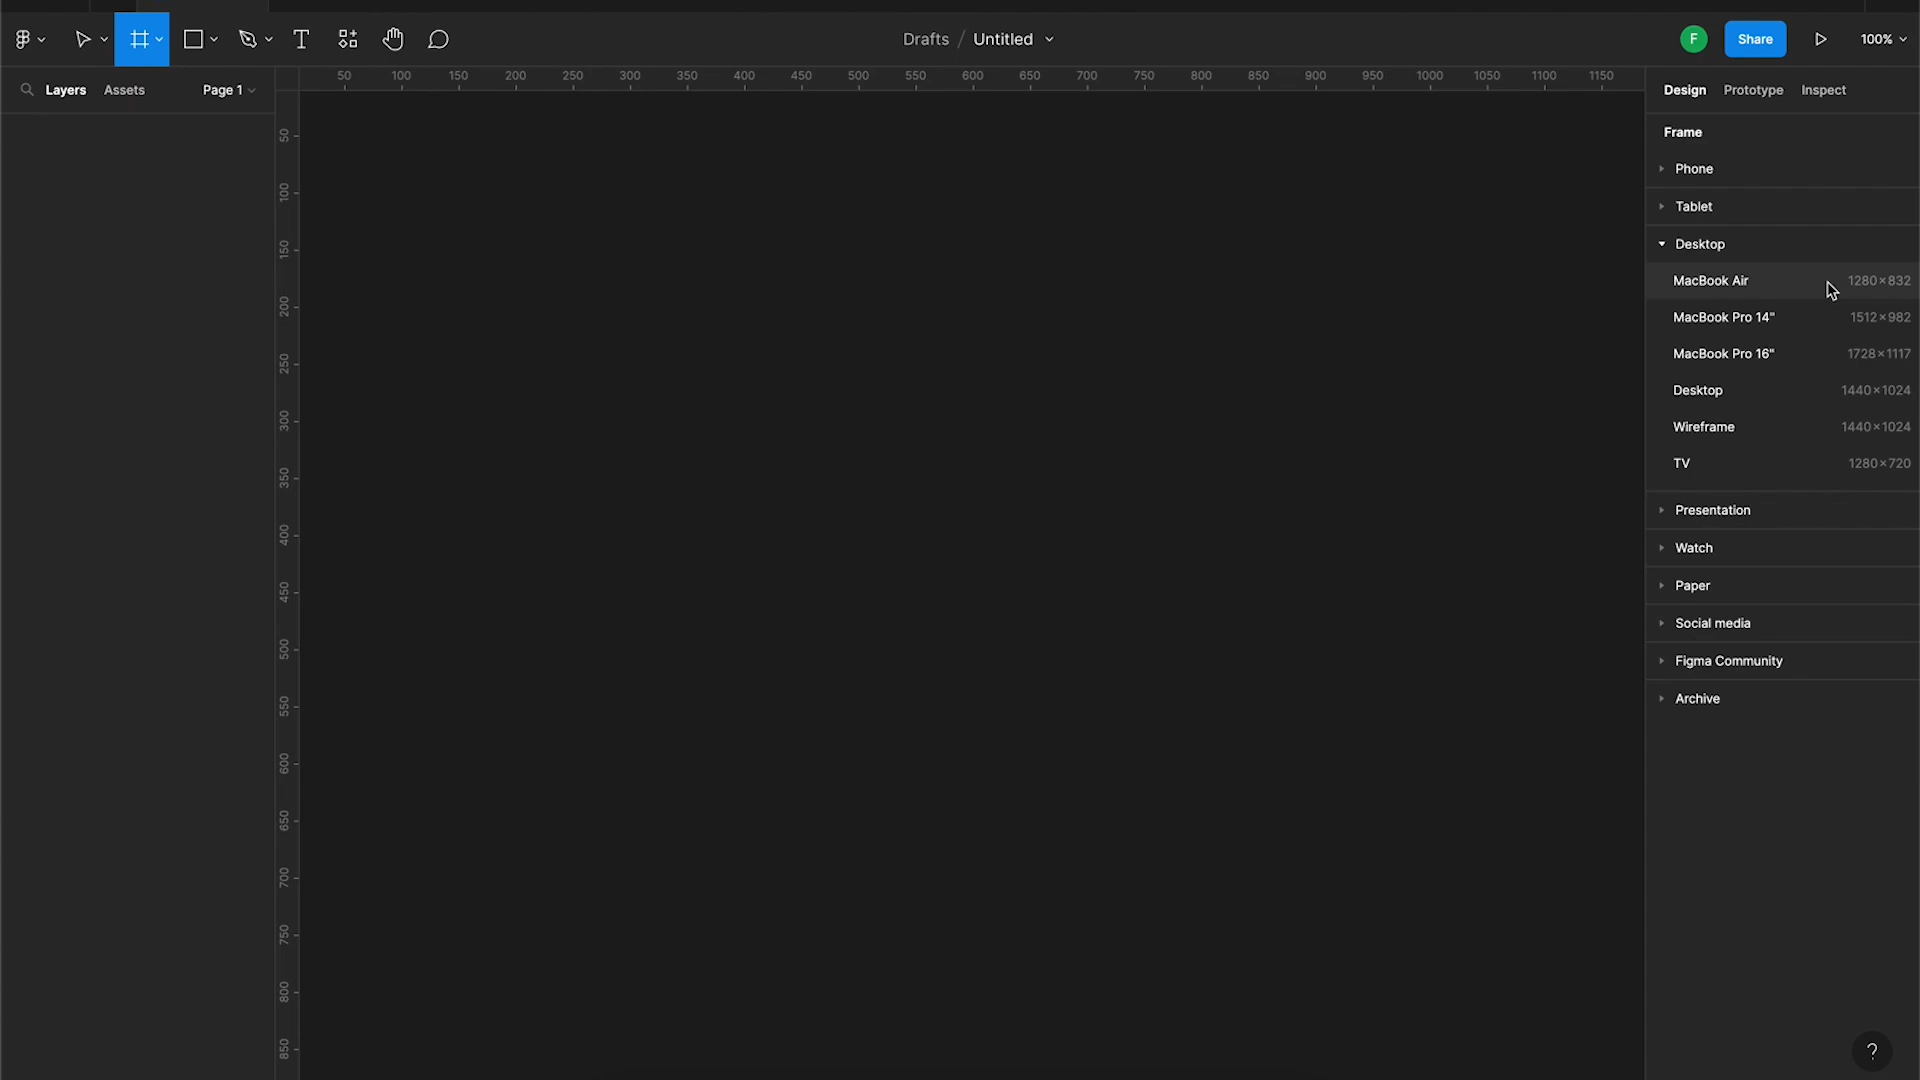 Drafts / Untitled
F
Share
100%
Layers Assets Page 1
50 100 150 200 250 300 350 400 450 500 550 600 650 700 750 800 850 900 950 1000 1050 1100 1150
50
100
150
200
250
300
350
400
450
500
550
600
650
700
750
800
850
Design Prototype Inspect
Frame
Phone
Tablet
Desktop
MacBook Air 1280×832
MacBook Pro 14" 1512×982
MacBook Pro 16" 1728×1117
Desktop 1440×1024
Wireframe 1440×1024
TV 1280×720
Presentation
Watch
Paper
Social media
Figma Community
Archive
?